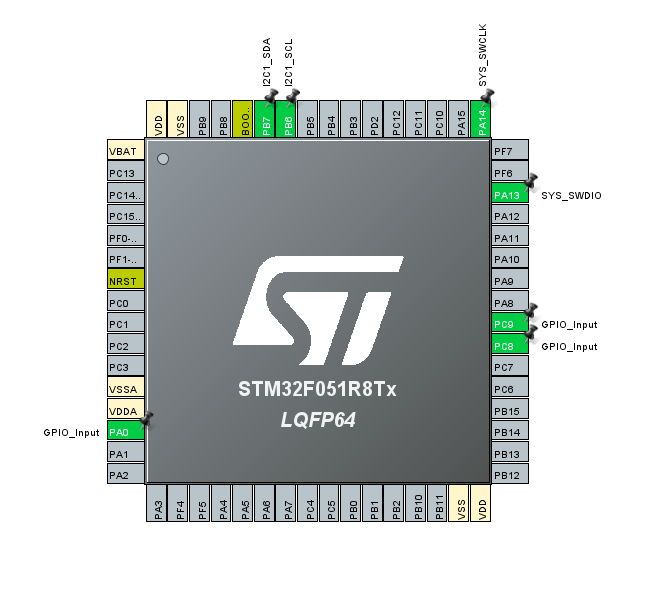 I2C1_SDA
I2C1_SCL
SYS_SWCLK
VDD
VSS
PB9
PB8
BOO..
PB7
PB6
PB5
PB4
PB3
PD2
PC12
PC11
PC10
PA15
PA14
VBAT
PC13
PC14..
PC15..
PF0-..
PF1-..
NRST
PC0
PC1
PC2
PC3
VSSA
VDDA
GPIO_Input PA0
PA1
PA2
STM32F051R8Tx
LQFP64
PF7
PF6
PA13 SYS_SWDIO
PA12
PA11
PA10
PA9
PA8
PC9 GPIO_Input
PC8 GPIO_Input
PC7
PC6
PB15
PB14
PB13
PB12
PA3
PF4
PF5
PA4
PA5
PA6
PA7
PC4
PC5
PB0
PB1
PB2
PB10
PB11
VSS
VDD